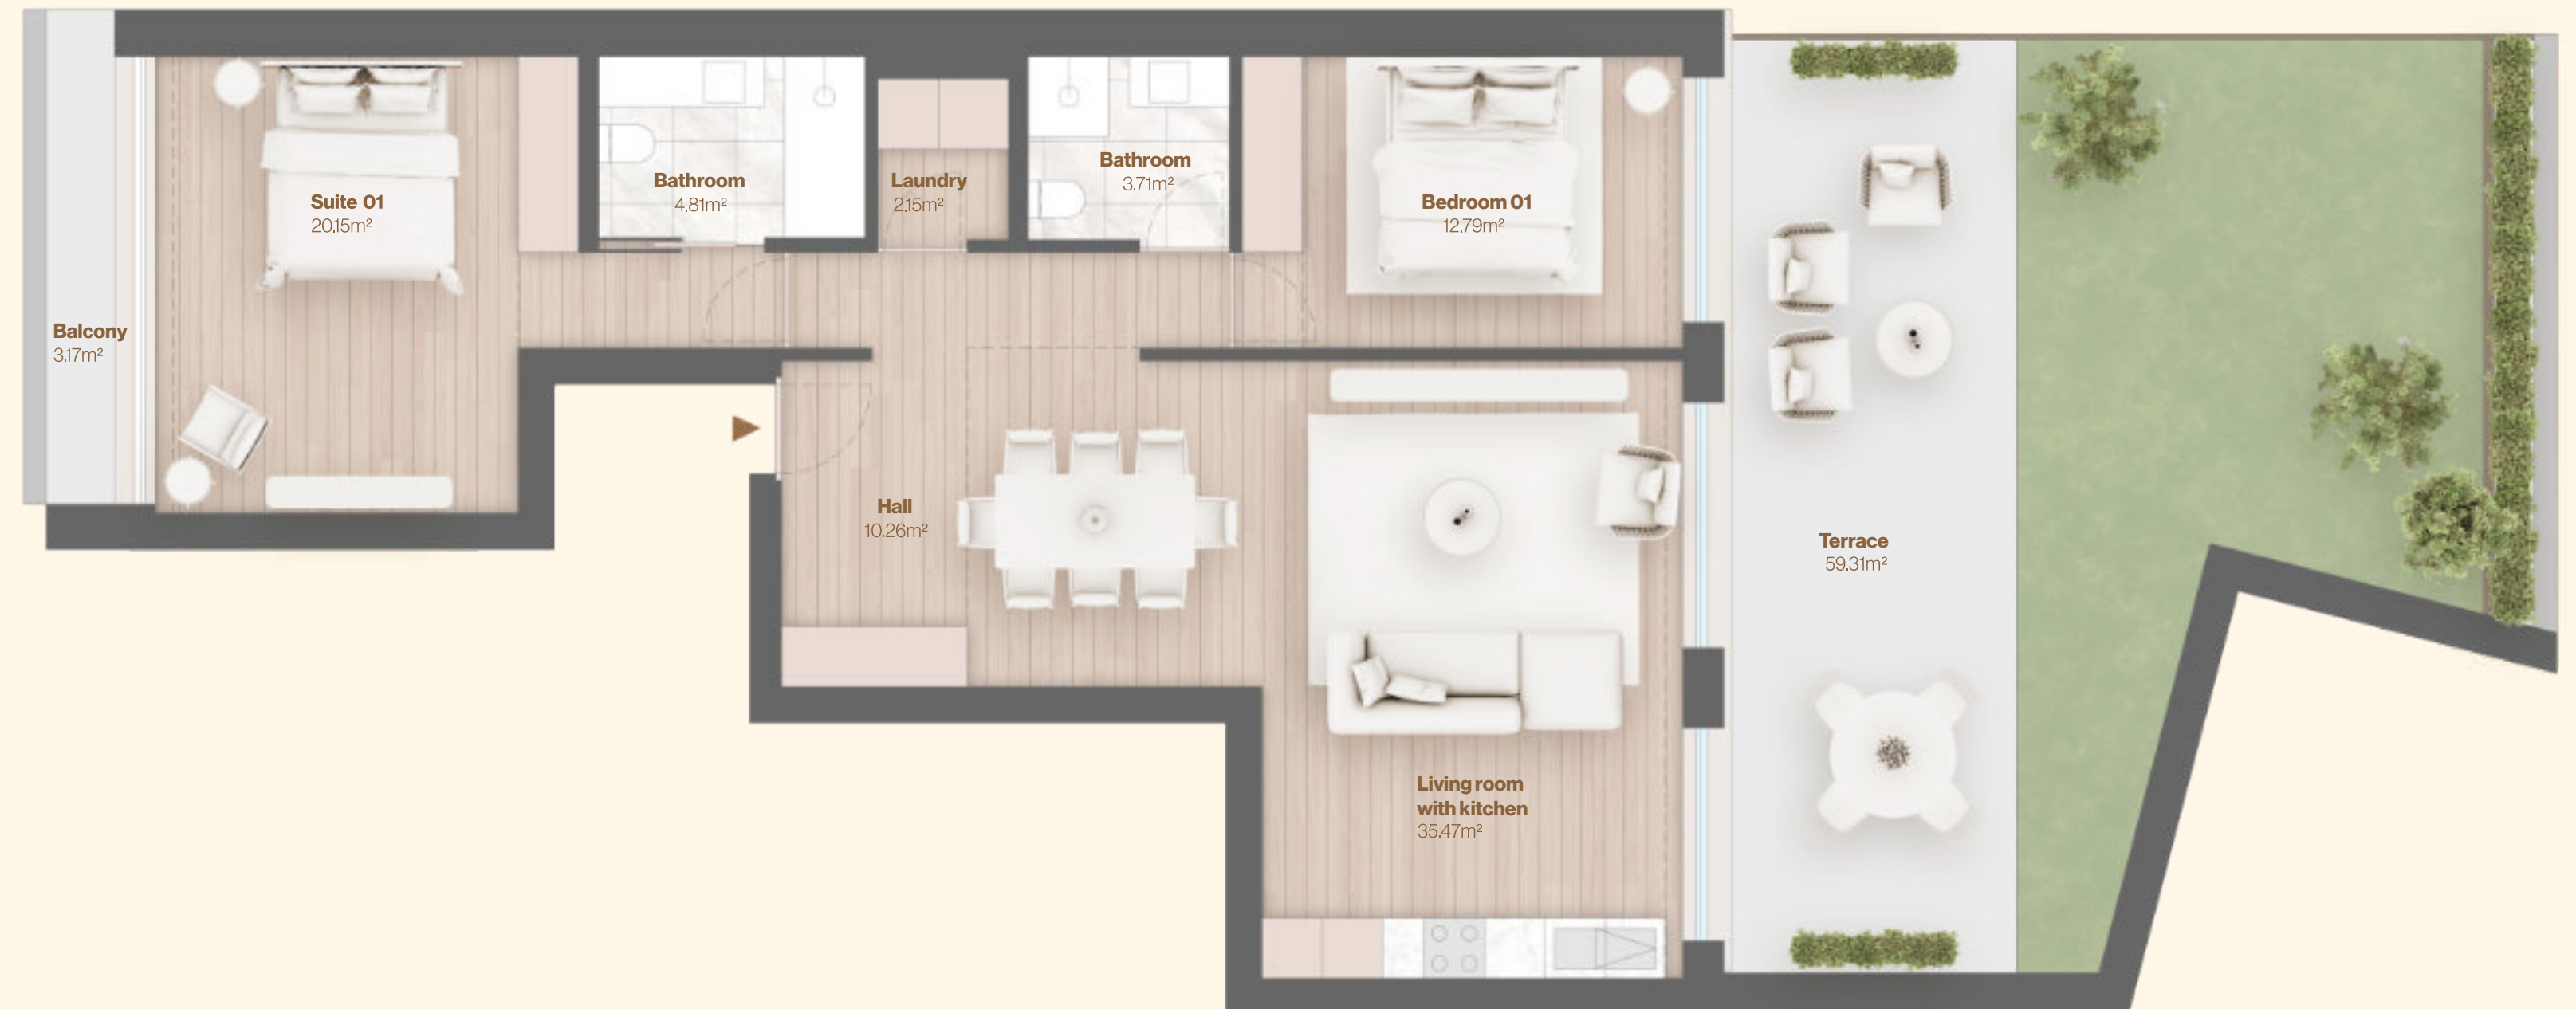 Suite 01
20.15m²
Bathroom
4.81m²
Laundry
2.15m²
Bathroom
3.71m²
Bedroom 01
12.79m²
Balcony
3.17m²
Hall
10.26m²
Terrace
59.31m²
Living room
with kitchen
35.47m²